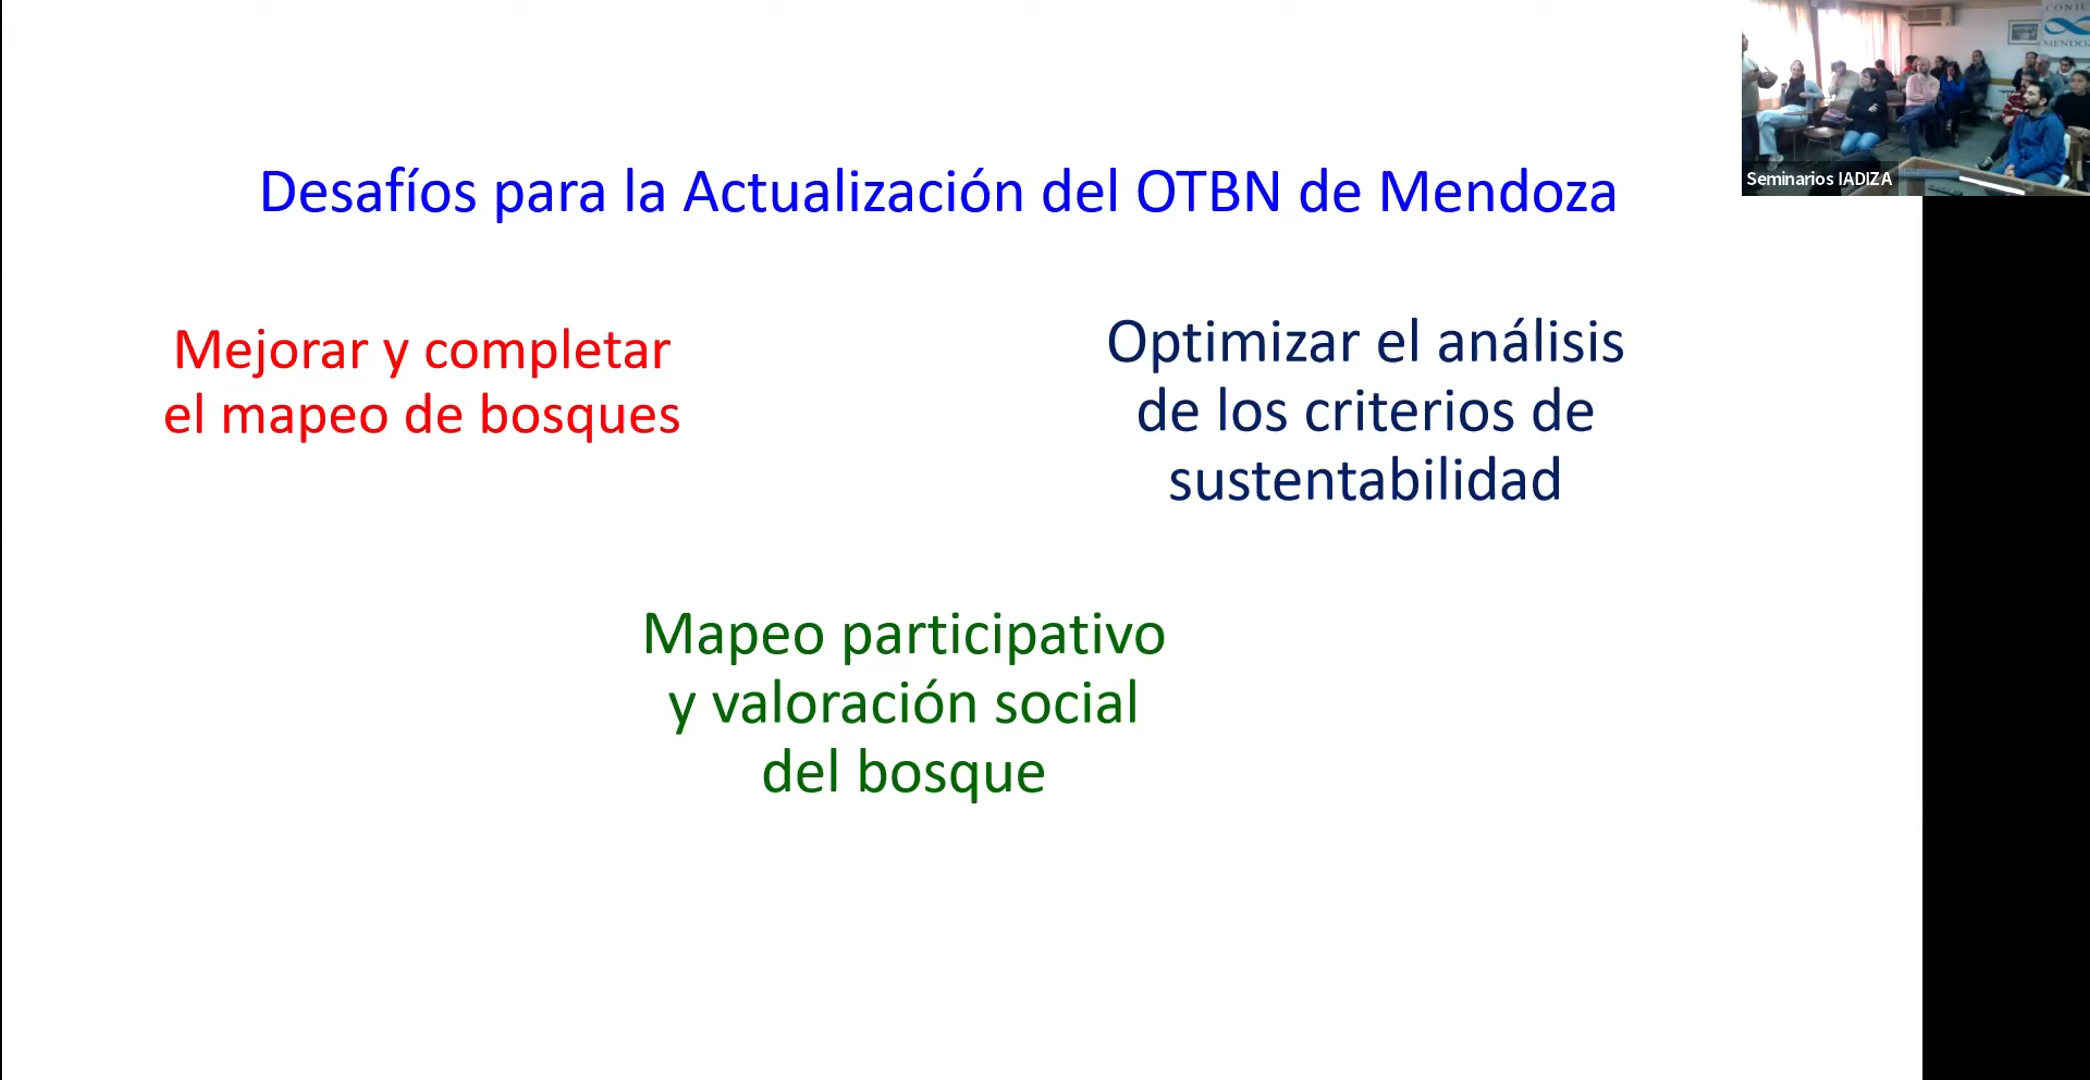 Desafíos para la Actualización del OTBN de Mendoza
Mejorar y completar
el mapeo de bosques
Optimizar el análisis
de los criterios de
sustentabilidad
Mapeo participativo
y valoración social
del bosque
Seminarios IADIZA